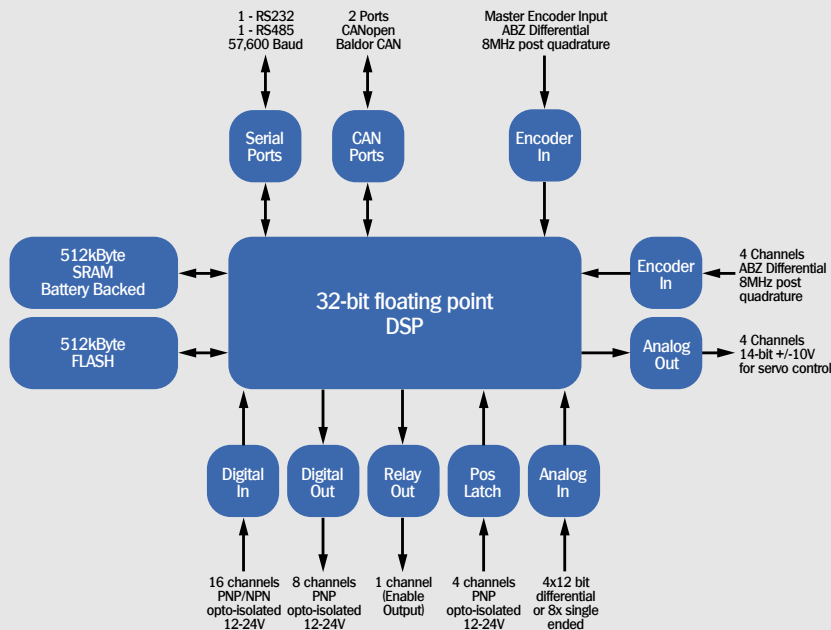 1 - RS232
1 - RS485
57,600 Baud
2 Ports
CANopen
Baldor CAN
Master Encoder Input
ABZ Differential
8MHz post quadrature
Serial
Ports
CAN
Ports
Encoder
In
512kByte
SRAM
Battery Backed
32-bit floating point
DSP
Encoder
In
4 Channels
ABZ Differential
8MHz post
quadrature
512kByte
FLASH
Analog
Out
4 Channels
14-bit +/-10V
for servo control
Digital
In
Digital
Out
Relay
Out
Pos
Latch
Analog
In
16 channels
PNP/NPN
opto-isolated
12-24V
8 channels
PNP
opto-isolated
12-24V
1 channel
(Enable
Output)
4 channels
PNP
opto-isolated
12-24V
4x12 bit
differential
or 8x single
ended